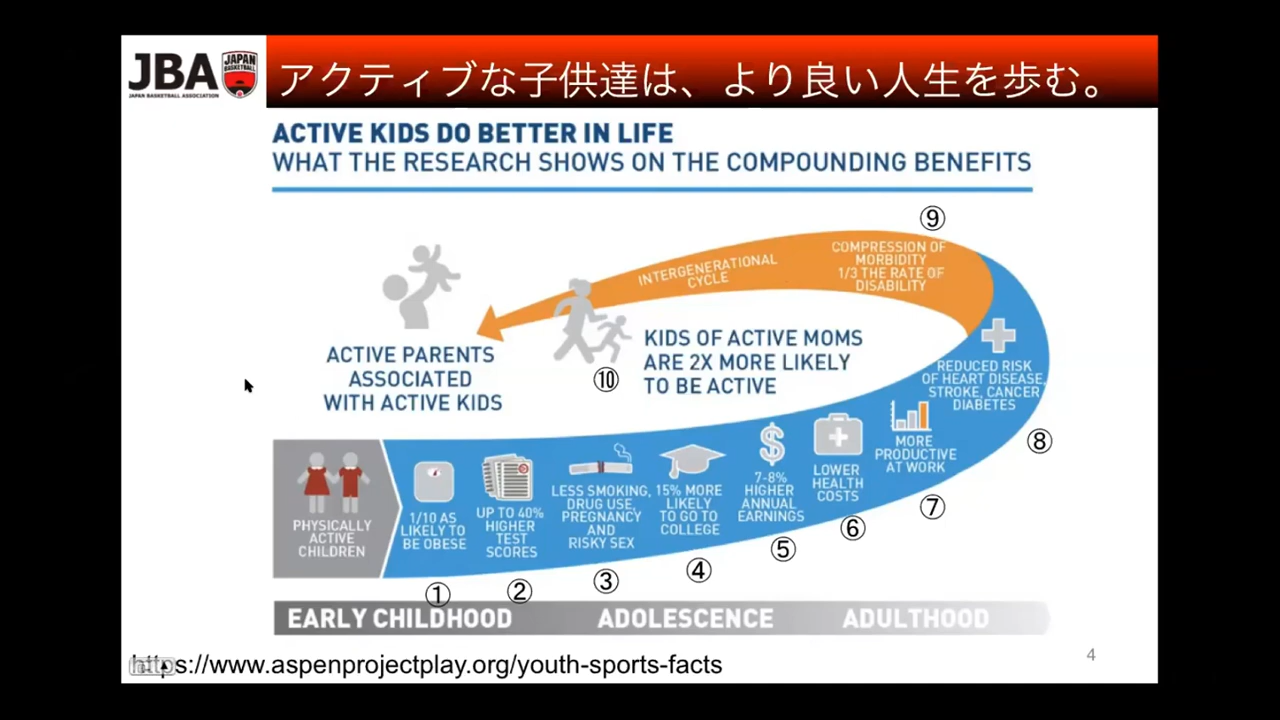 JBA
JAPAN BASKETBALL ASSOCIATION
JAPAN
BASKETBALL
アクティブな子供達は、より良い人生を歩む。
ACTIVE KIDS DO BETTER IN LIFE
WHAT THE RESEARCH SHOWS ON THE COMPOUNDING BENEFITS
⑨
COMPRESSION OF
MORBIDITY
1/3 THE RATE OF
DISABILITY
INTERGENERATIONAL
CYCLE
ACTIVE PARENTS
ASSOCIATED
WITH ACTIVE KIDS
⑩
KIDS OF ACTIVE MOMS
ARE 2X MORE LIKELY
TO BE ACTIVE
REDUCED RISK
OF HEART DISEASE,
STROKE, CANCER,
DIABETES
⑧
PHYSICALLY
ACTIVE
CHILDREN
1/10 AS
LIKELY TO
BE OBESE
①
UP TO 40%
HIGHER
TEST
SCORES
②
LESS SMOKING,
DRUG USE,
PREGNANCY
AND
RISKY SEX
③
15% MORE
LIKELY
TO GO TO
COLLEGE
④
$
7-8%
HIGHER
ANNUAL
EARNINGS
⑤
LOWER
HEALTH
COSTS
⑥
MORE
PRODUCTIVE
AT WORK
⑦
EARLY CHILDHOOD
ADOLESCENCE
ADULTHOOD
https://www.aspenprojectplay.org/youth-sports-facts
4